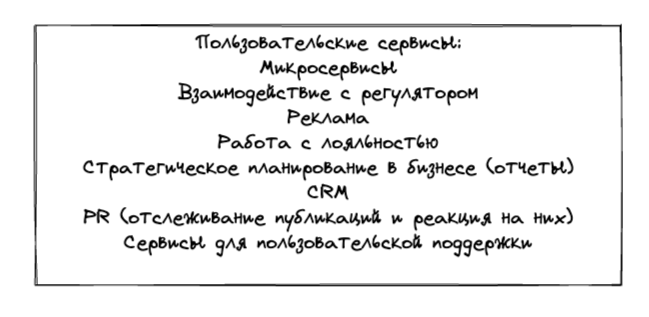 Пользовательские сервисы:
Микросервисы
Взаимодействие с регулятором
Реклама
Работа с лояльностью
Стратегическое планирование в бизнесе (отчеты)
CRM
PR (отслеживание публикаций и реакция на них)
Сервисы для пользовательской поддержки